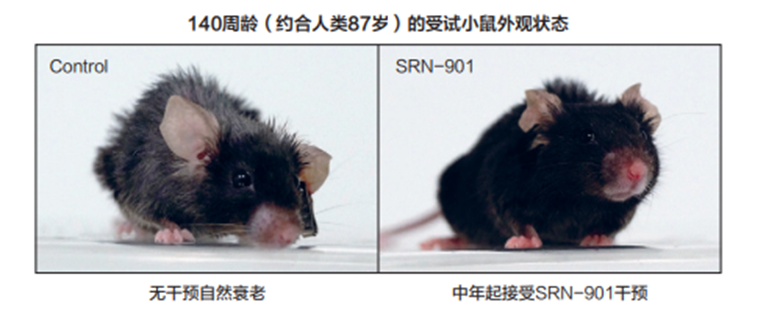 140周龄（约合人类87岁）的受试小鼠外观状态
Control
SRN-901
无干预自然衰老
中年起接受SRN-901干预